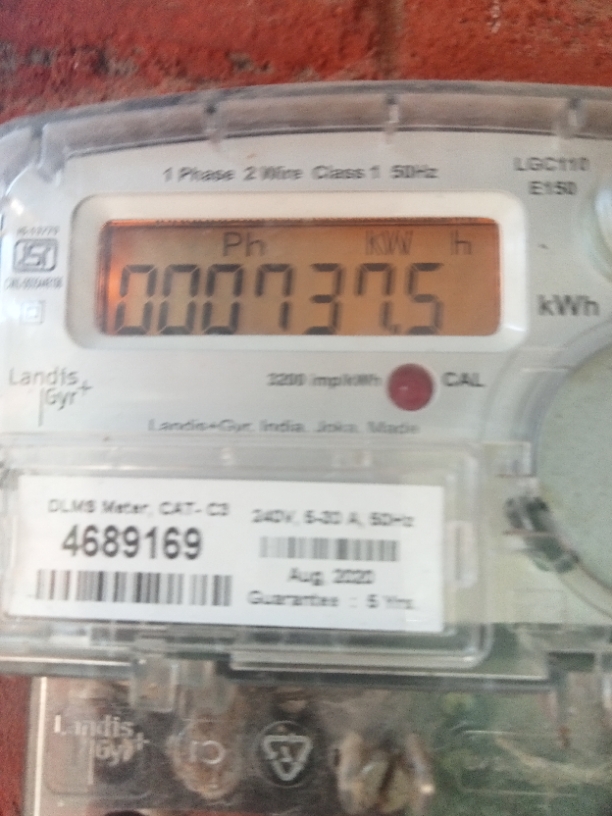 1 Phase 2 Wire Class 1 50Hz
LGC110
E150
Ph kW h
000737.5
kWh
Landis
Gyr+
3200 imp/kWh
CAL
Landis+Gyr, India, Joka, Made
DLMS Meter, CAT- C3
4689169
240V, 5-30 A, 50Hz
Aug, 2020
Guarantee : 5 Yrs.
Landis
Gyr+